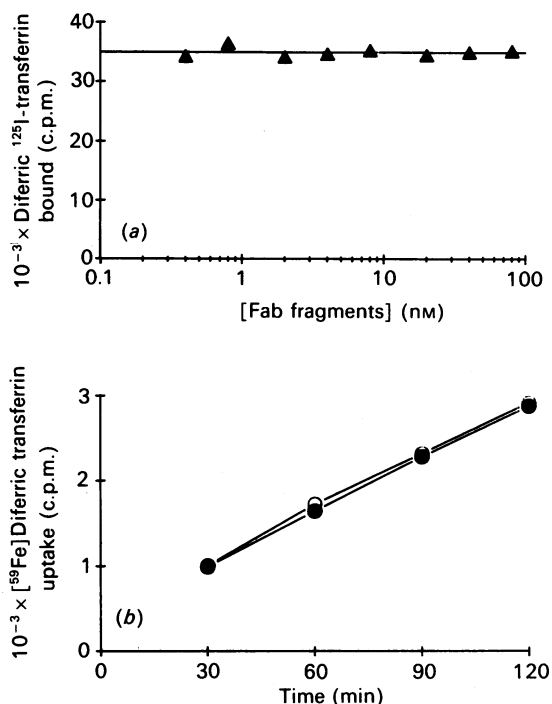 40
30
20
10
0
10⁻³ × Diferric ¹²⁵I-transferrin
bound (c.p.m.)
(a)
0.1
1
10
100
[Fab fragments] (nM)
3
2
1
0
10⁻³ × [⁵⁹Fe]Diferric transferrin
uptake (c.p.m.)
(b)
0
30
60
90
120
Time (min)